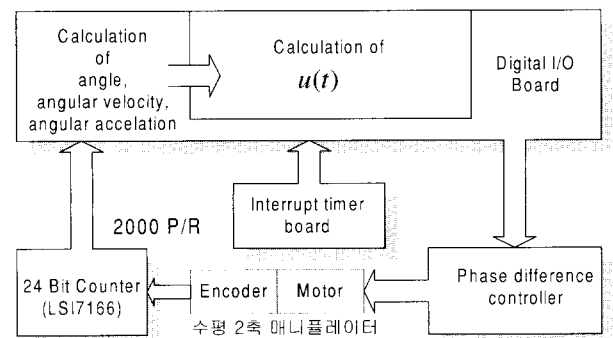 Calculation
of
angle,
angular velocity,
angular accelation
Calculation of
u(t)
Digital I/O
Board
Interrupt timer
board
2000 P/R
24 Bit Counter
(LSI7166)
Encoder
Motor
Phase difference
controller
수평 2축 매니퓰레이터